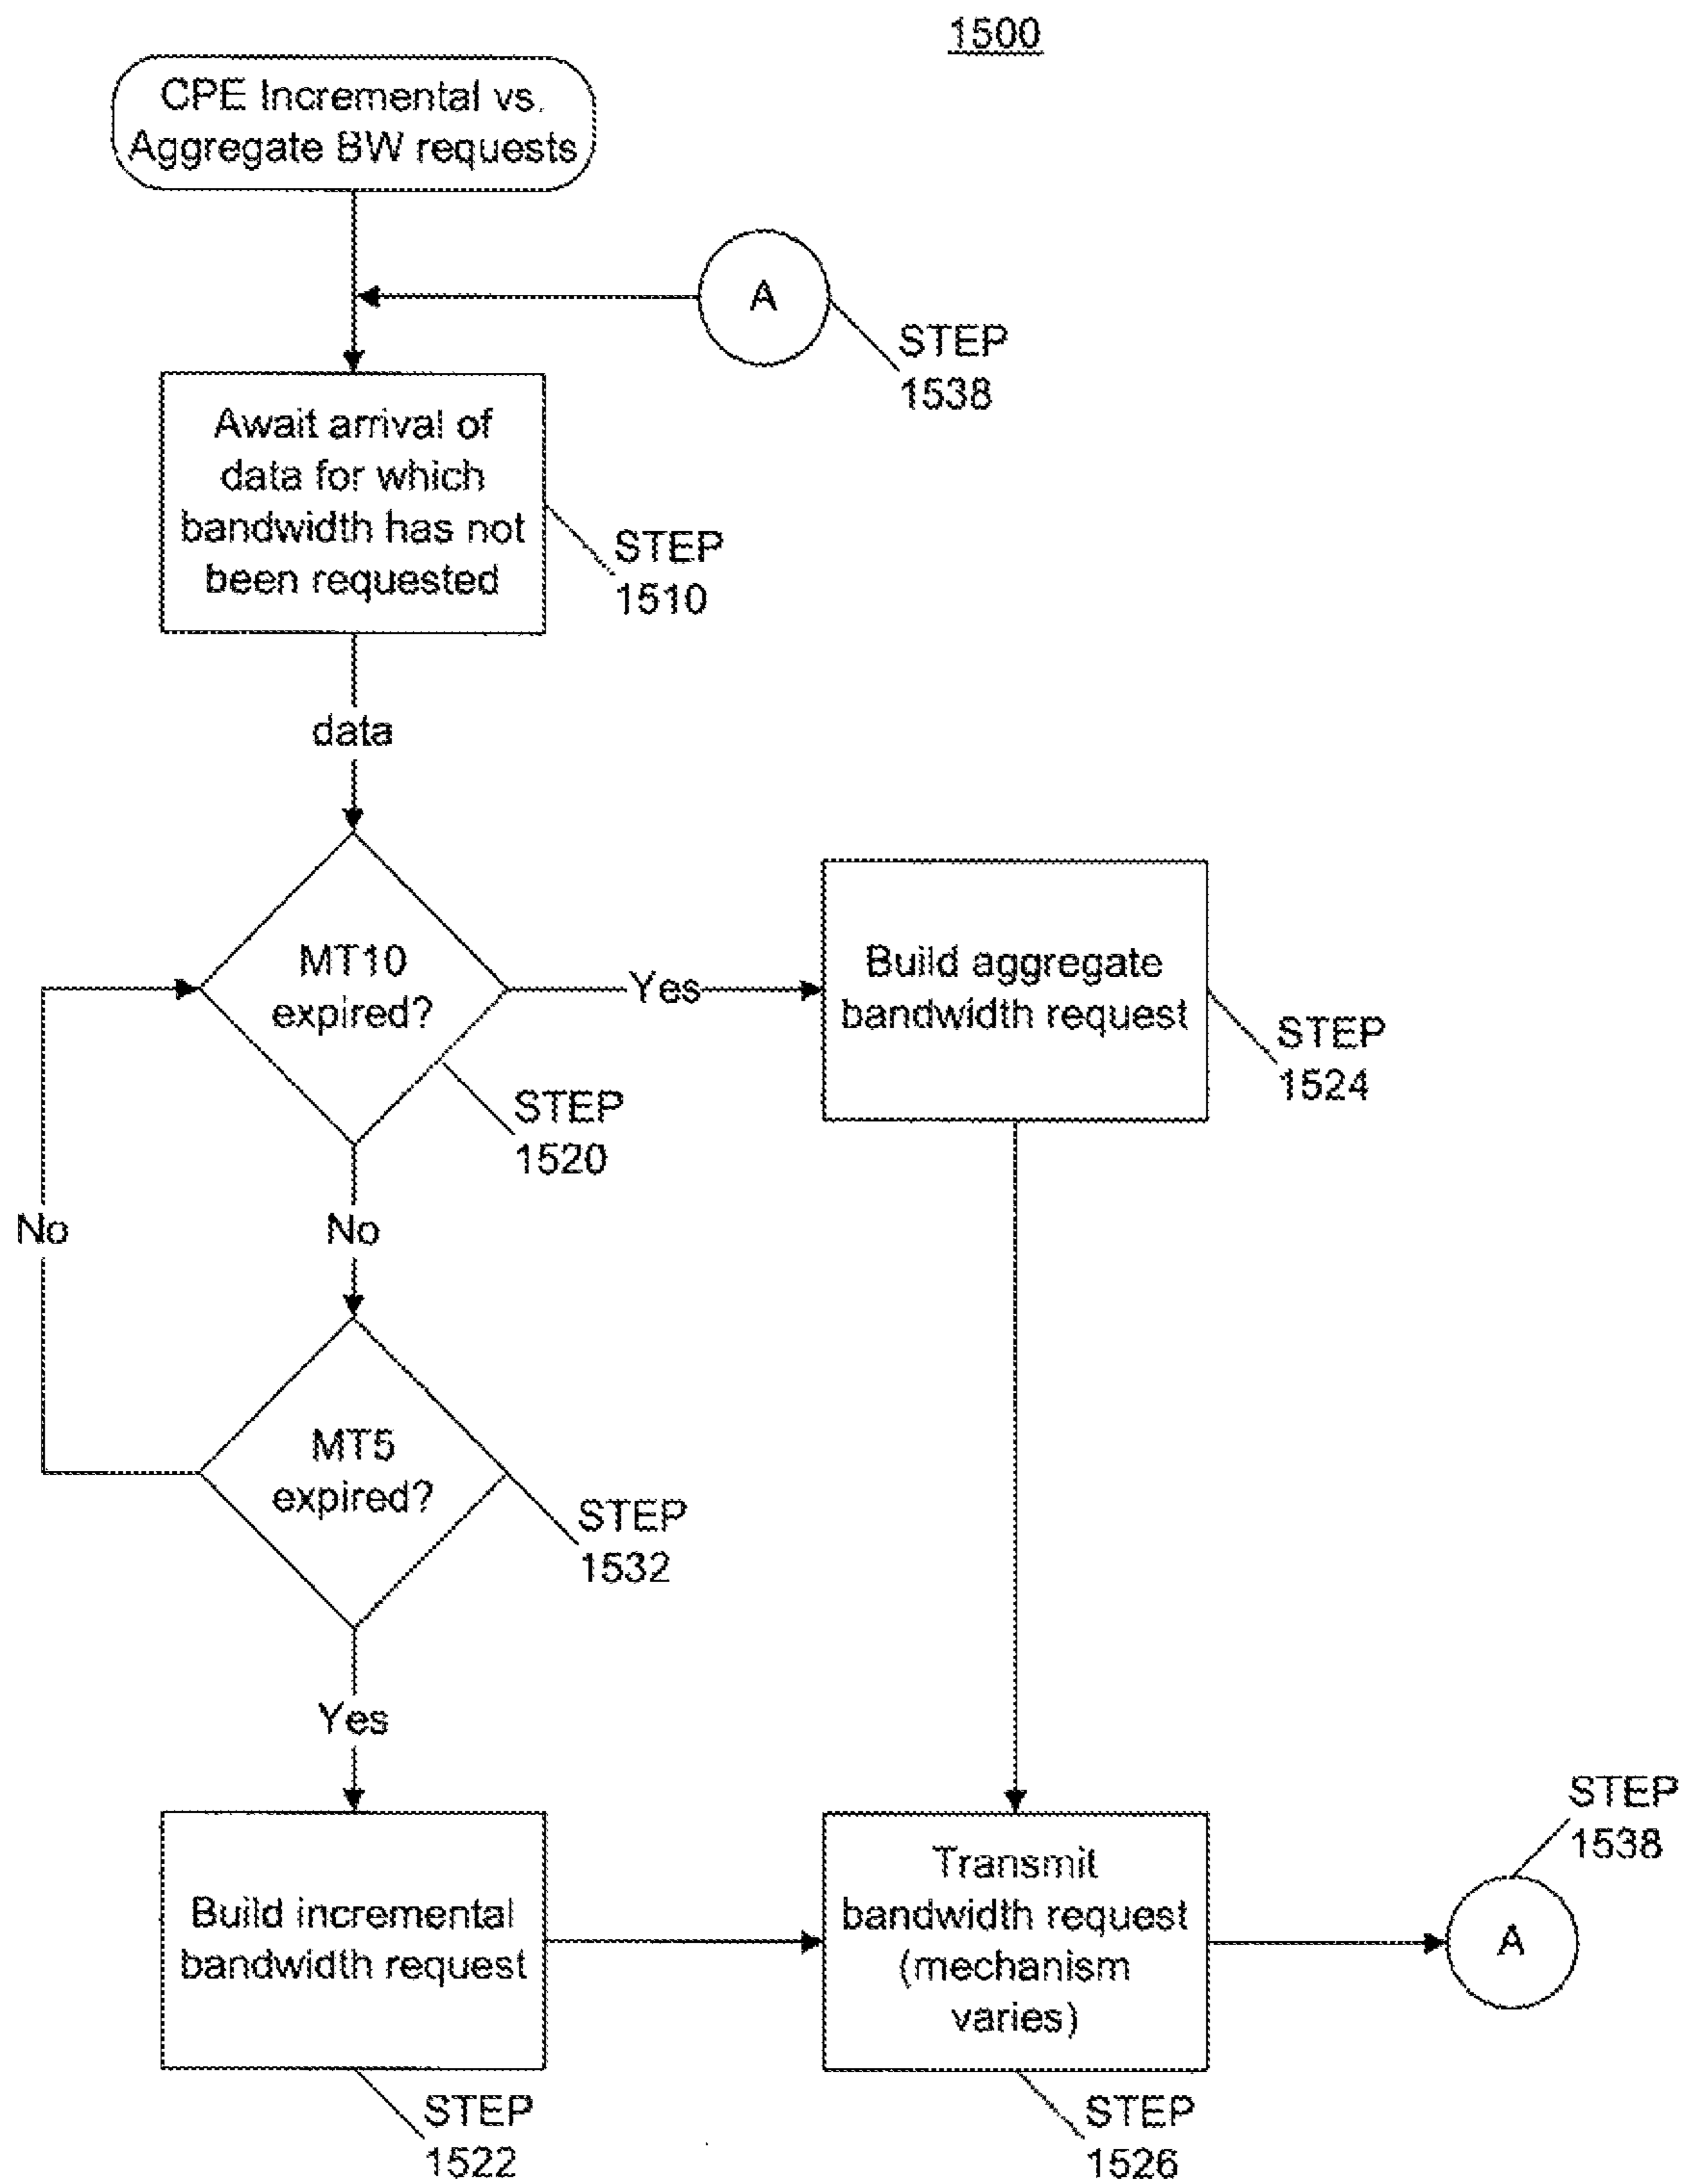 1500
CPE Incremental vs.
Aggregate BW requests
A
STEP
1538
Await arrival of
data for which
bandwidth has not
been requested
STEP
1510
data
MT10
expired?
Yes
Build aggregate
bandwidth request
STEP
1524
STEP
1520
No
No
MT5
expired?
STEP
1532
Yes
Build incremental
bandwidth request
STEP
1522
Transmit
bandwidth request
(mechanism
varies)
STEP
1526
STEP
1538
A